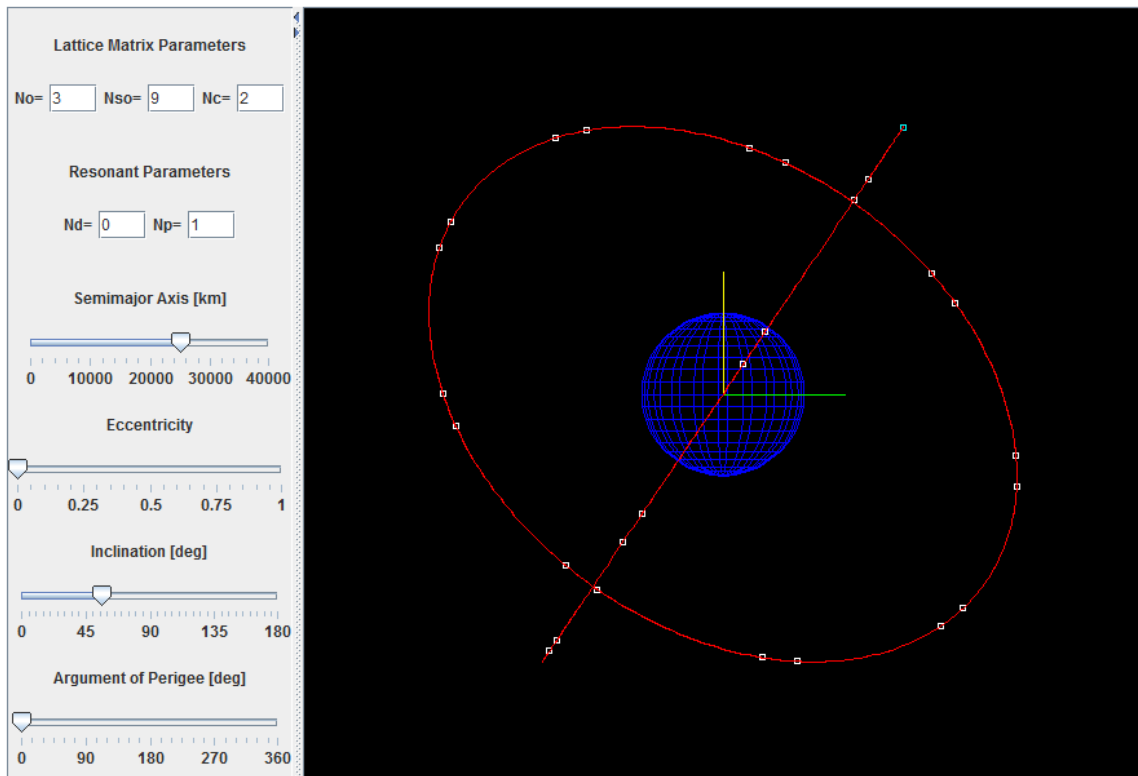 Lattice Matrix Parameters
No= 3 Nso= 9 Nc= 2
Resonant Parameters
Nd= 0 Np= 1
Semimajor Axis [km]
0 10000 20000 30000 40000
Eccentricity
0 0.25 0.5 0.75 1
Inclination [deg]
0 45 90 135 180
Argument of Perigee [deg]
0 90 180 270 360